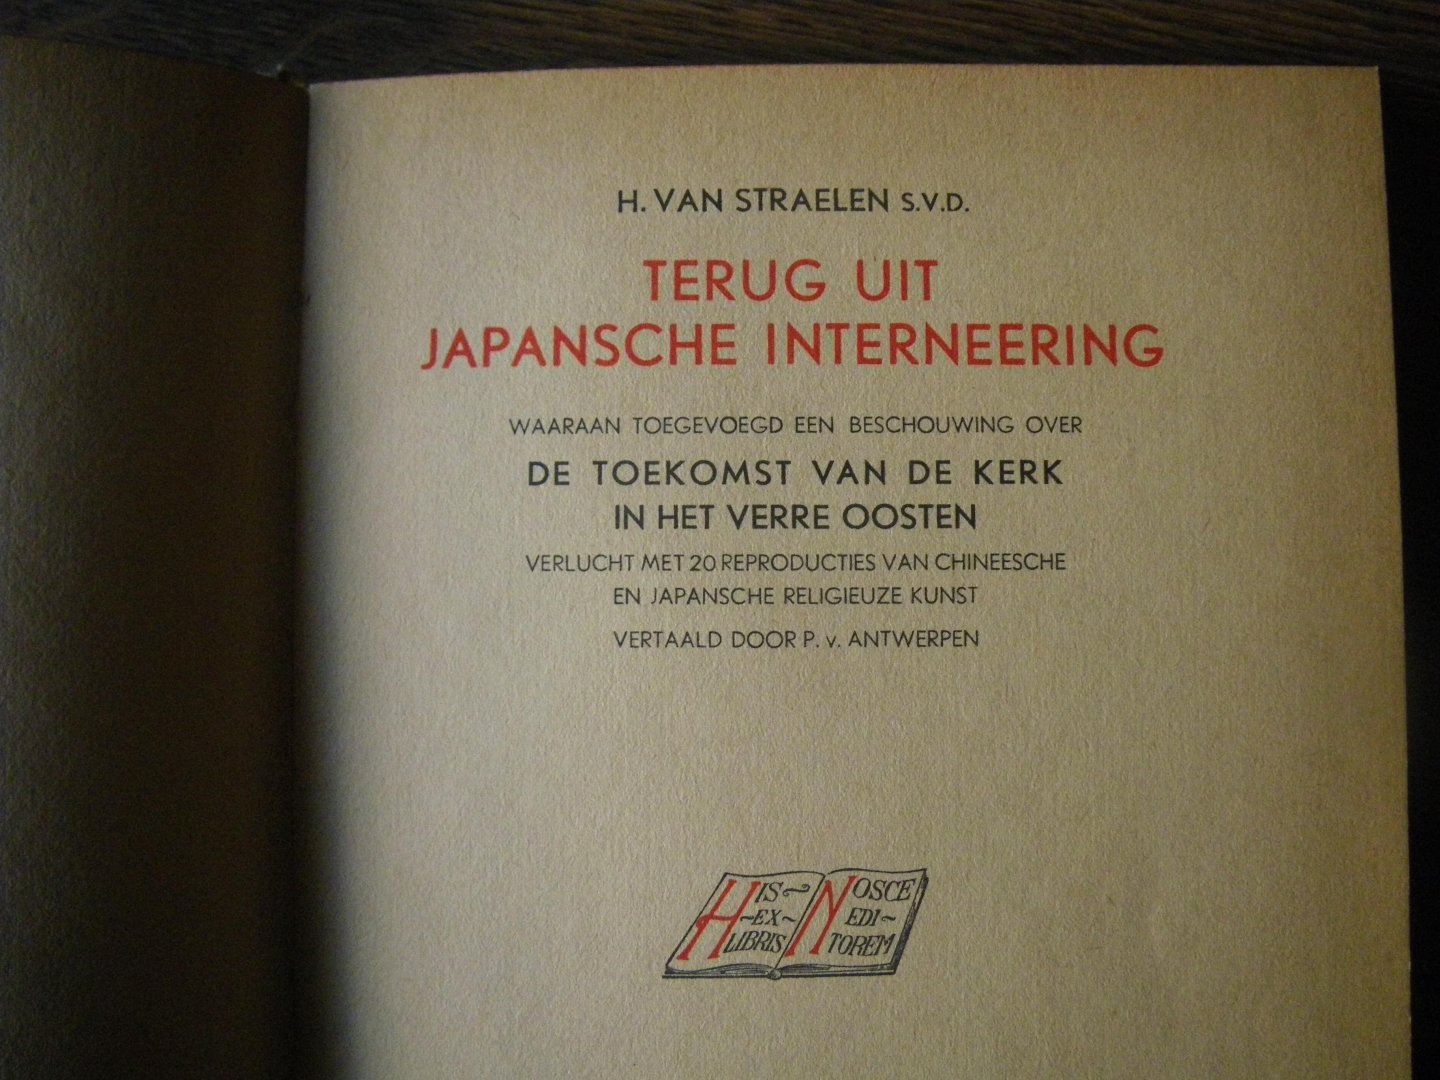 H. VAN STRAELEN S.V.D.
TERUG UIT
JAPANSCHE INTERNEERING
WAARAAN TOEGEVOEGD EEN BESCHOUWING OVER
DE TOEKOMST VAN DE KERK
IN HET VERRE OOSTEN
VERLUCHT MET 20 REPRODUCTIES VAN CHINEESCHE
EN JAPANSCHE RELIGIEUZE KUNST
VERTAALD DOOR P. v. ANTWERPEN
HIS
~EX~
LIBRIS
NOSCE
EDI~
TOREM